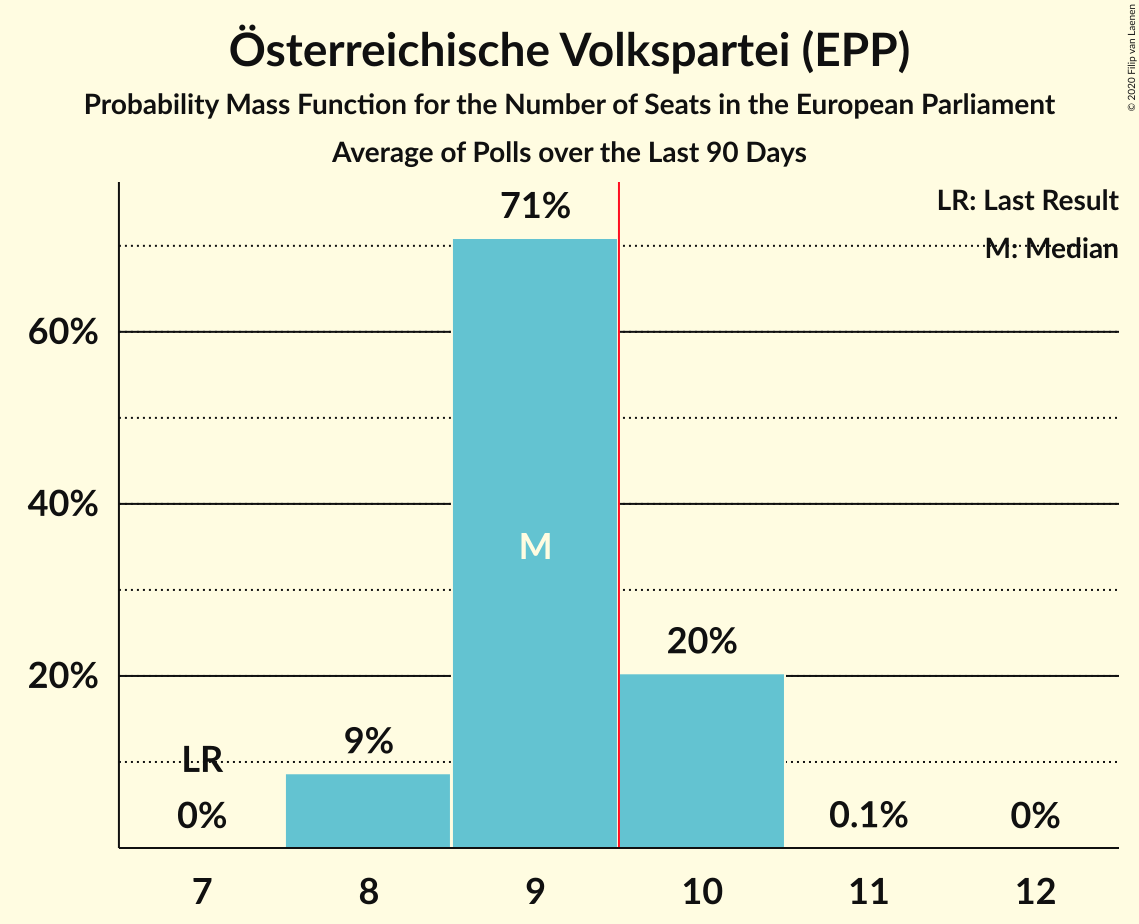 Österreichische Volkspartei (EPP)
Probability Mass Function for the Number of Seats in the European Parliament
Average of Polls over the Last 90 Days
© 2020 Filip van Laenen
LR: Last Result
M: Median
71%
60%
40%
M
20%
20%
9%
LR
0%
0.1%
0%
7 8 9 10 11 12